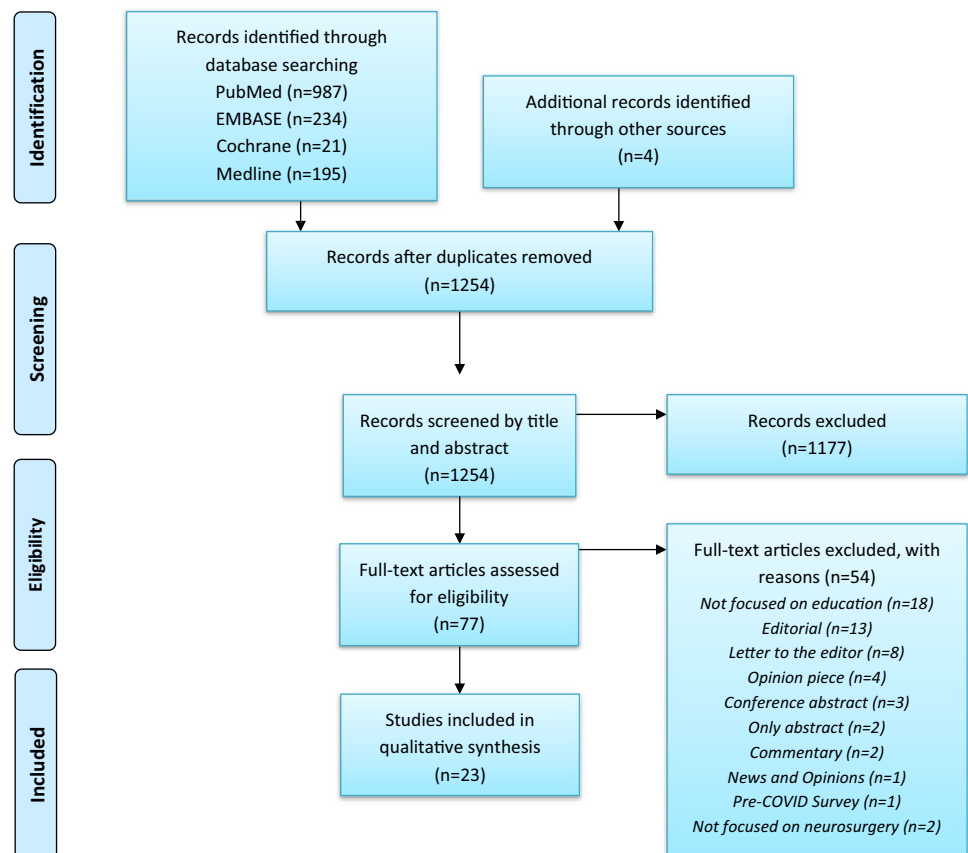 Identification
Records identified through
database searching
PubMed (n=987)
EMBASE (n=234)
Cochrane (n=21)
Medline (n=195)
Additional records identified
through other sources
(n=4)
Screening
Records after duplicates removed
(n=1254)
Records screened by title
and abstract
(n=1254)
Records excluded
(n=1177)
Eligibility
Full-text articles assessed
for eligibility
(n=77)
Full-text articles excluded, with
reasons (n=54)
Not focused on education (n=18)
Editorial (n=13)
Letter to the editor (n=8)
Opinion piece (n=4)
Conference abstract (n=3)
Only abstract (n=2)
Commentary (n=2)
News and Opinions (n=1)
Pre-COVID Survey (n=1)
Not focused on neurosurgery (n=2)
Included
Studies included in
qualitative synthesis
(n=23)